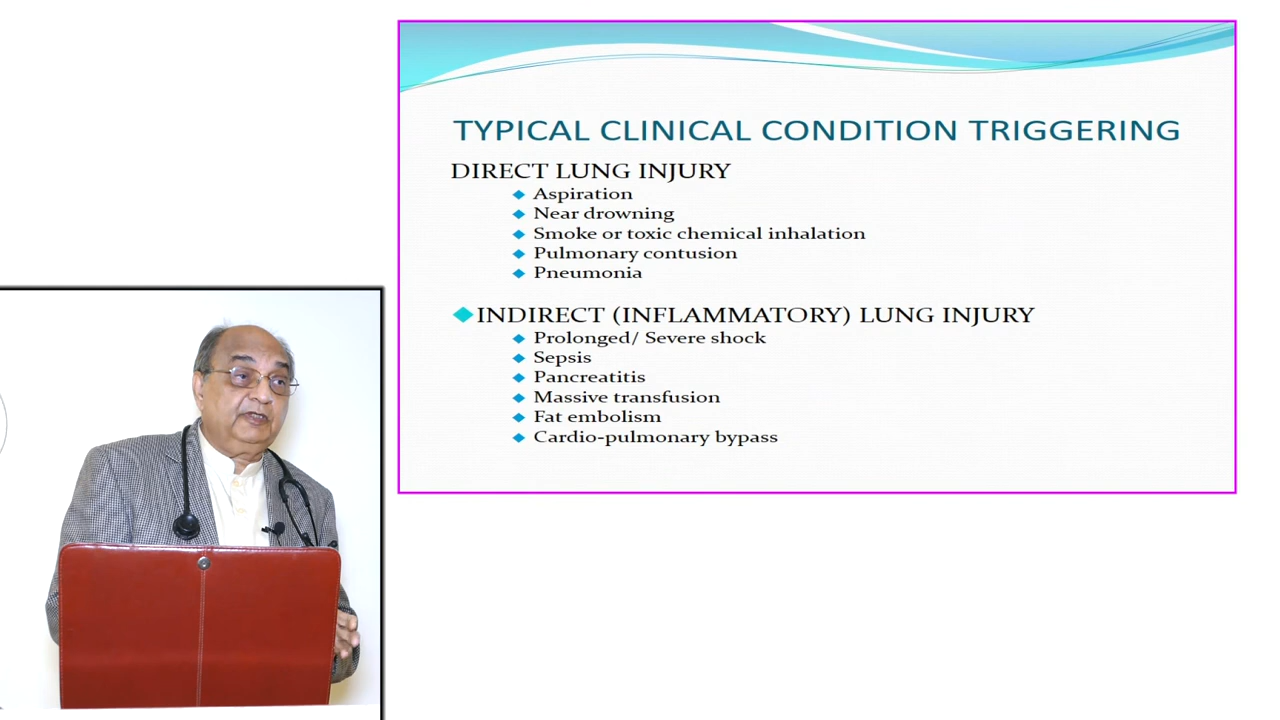 TYPICAL CLINICAL CONDITION TRIGGERING
DIRECT LUNG INJURY
Aspiration
Near drowning
Smoke or toxic chemical inhalation
Pulmonary contusion
Pneumonia
INDIRECT (INFLAMMATORY) LUNG INJURY
Prolonged/ Severe shock
Sepsis
Pancreatitis
Massive transfusion
Fat embolism
Cardio-pulmonary bypass